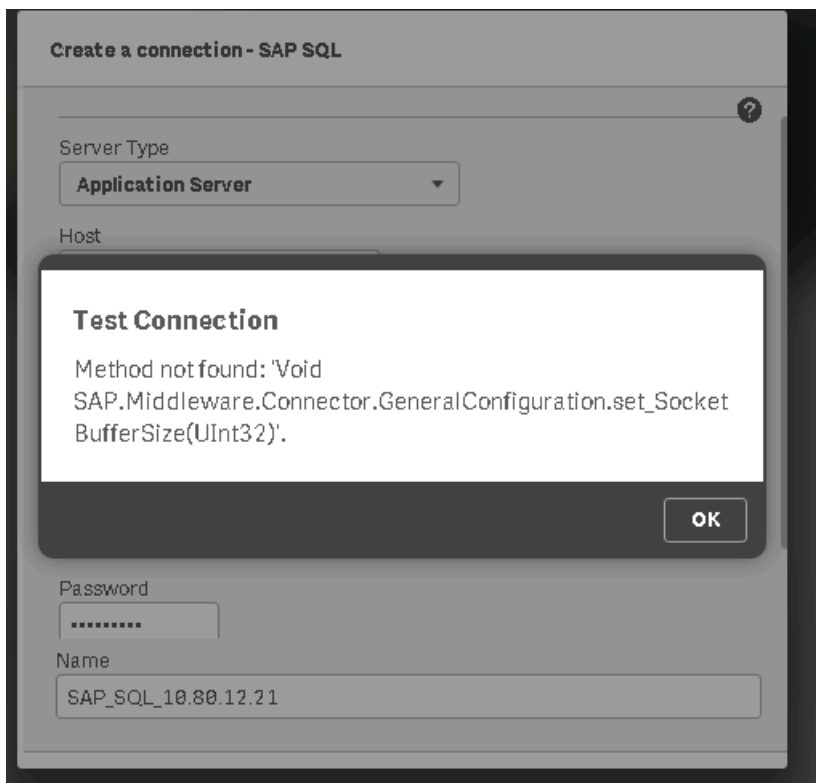 Create a connection - SAP SQL
?
Server Type
Application Server
Host
Test Connection
Method not found: 'Void
SAP.Middleware.Connector.GeneralConfiguration.set_Socket
BufferSize(UInt32)'.
OK
Password
•••••••••
Name
SAP_SQL_10.80.12.21